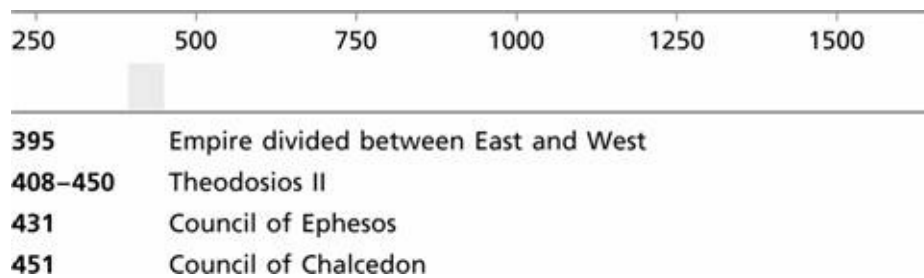 250 500 750 1000 1250 1500
395 Empire divided between East and West
408–450 Theodosios II
431 Council of Ephesos
451 Council of Chalcedon